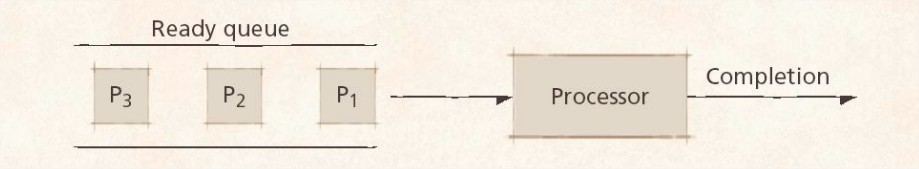 Ready queue
P₃ P₂ P₁
Processor
Completion